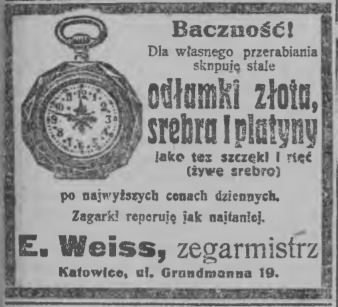 Baczność!
Dla własnego przerabiania
skupuję stale
odłamki złota,
srebra i platyny
jako też szczęki i rtęć
(żywe srebro)
po najwyższych cenach dziennych.
Zegarki reperuję jak najtaniej.
E. Weiss, zegarmistrz
Katowice, ul. Grundmanna 19.